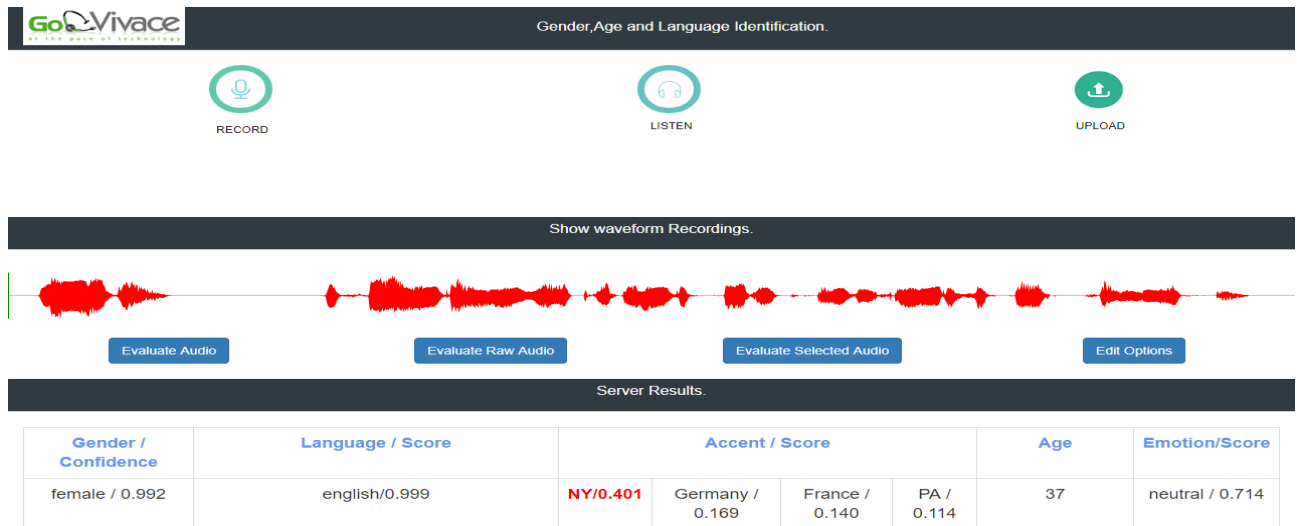 Go Vivace
at the pace of technology
Gender,Age and Language Identification.
RECORD
LISTEN
UPLOAD
Show waveform Recordings.
Evaluate Audio
Evaluate Raw Audio
Evaluate Selected Audio
Edit Options
Server Results.
Gender / Confidence
Language / Score
Accent / Score
Age
Emotion/Score
female / 0.992
english/0.999
NY/0.401
Germany / 0.169
France / 0.140
PA / 0.114
37
neutral / 0.714